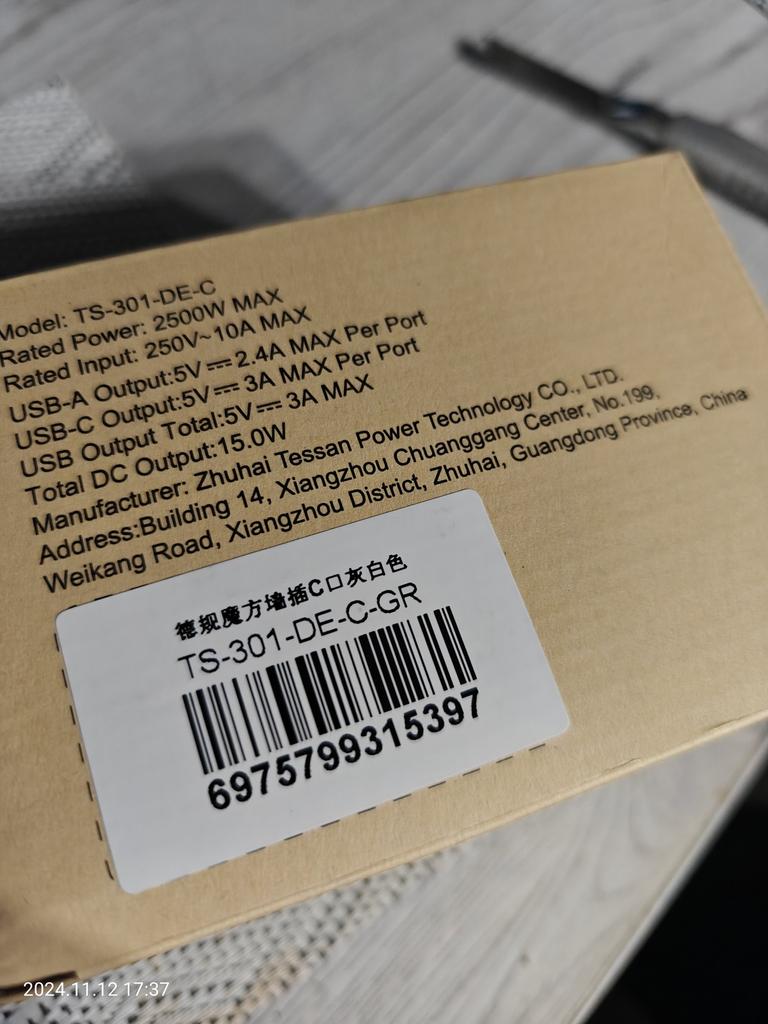 Model: TS-301-DE-C
Rated Power: 2500W MAX
Rated Input: 250V~10A MAX
USB-A Output:5V⎓2.4A MAX Per Port
USB-C Output:5V⎓3A MAX Per Port
USB Output Total:5V⎓3A MAX
Total DC Output:15.0W
Manufacturer: Zhuhai Tessan Power Technology CO., LTD.
Address:Building 14, Xiangzhou Chuanggang Center, No.199,
Weikang Road, Xiangzhou District, Zhuhai, Guangdong Province, China
德规魔方墙插C口灰白色
TS-301-DE-C-GR
6975799315397
2024.11.12 17:37